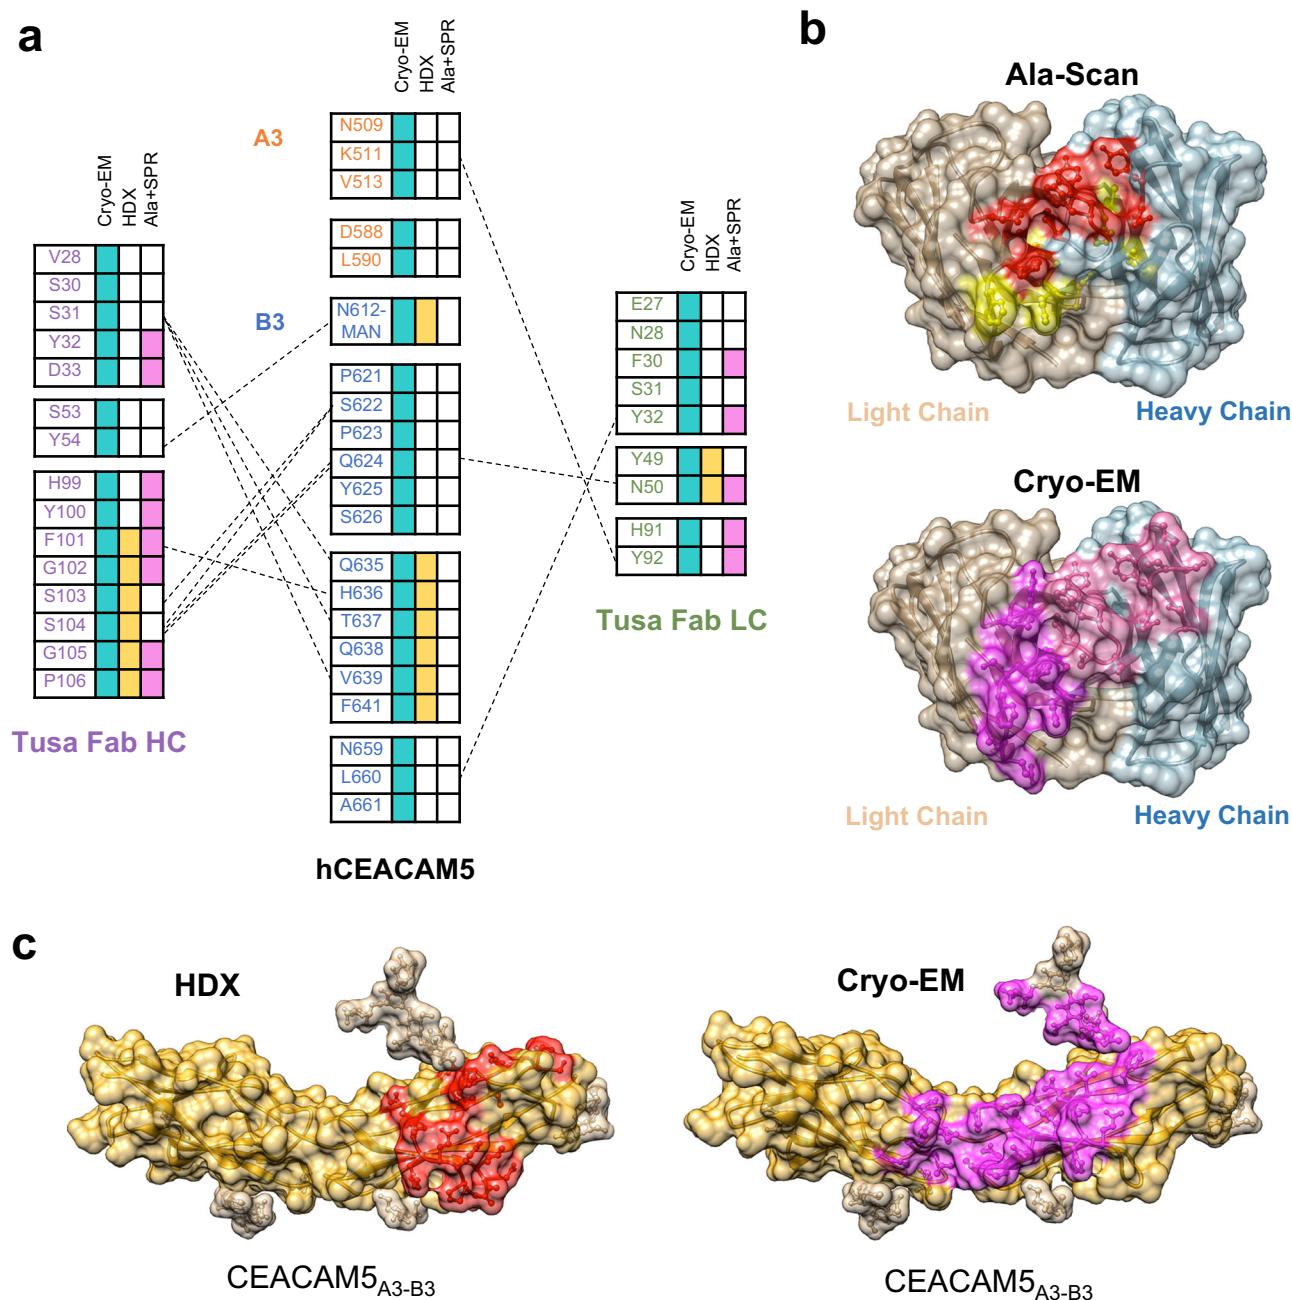 a
Cryo-EM
HDX
Ala+SPR
V28
S30
S31
Y32
D33
S53
Y54
H99
Y100
F101
G102
S103
S104
G105
P106
Tusa Fab HC
Cryo-EM
HDX
Ala+SPR
A3
N509
K511
V513
D588
L590
B3
N612-
MAN
P621
S622
P623
Q624
Y625
S626
Q635
H636
T637
Q638
V639
F641
N659
L660
A661
hCEACAM5
Cryo-EM
HDX
Ala+SPR
E27
N28
F30
S31
Y32
Y49
N50
H91
Y92
Tusa Fab LC
b
Ala-Scan
Light Chain
Heavy Chain
Cryo-EM
Light Chain
Heavy Chain
c
HDX
CEACAM5A3-B3
Cryo-EM
CEACAM5A3-B3